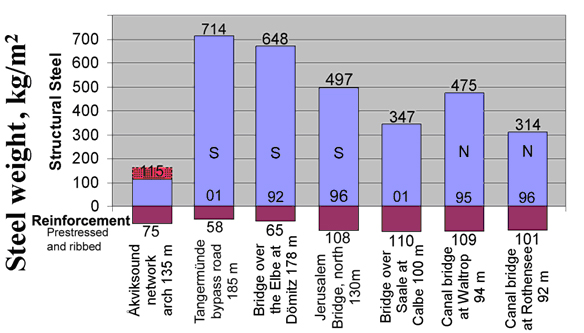 Steel weight, kg/m2
Structural Steel
700
600
500
400
300
200
100
0
714
648
497
347
475
314
115
S
S
S
N
N
01
92
96
01
95
96
Reinforcement
Prestressed
and ribbed
75
58
65
108
110
109
101
Åkviksound
network
arch 135 m
Tangermünde
bypass road
185 m
Bridge over
the Elbe at
Dömitz 178 m
Jerusalem
Bridge, north
130m
Bridge over
Saale at
Calbe 100 m
Canal bridge
at Waltrop
94 m
Canal bridge
at Rothensee
92 m